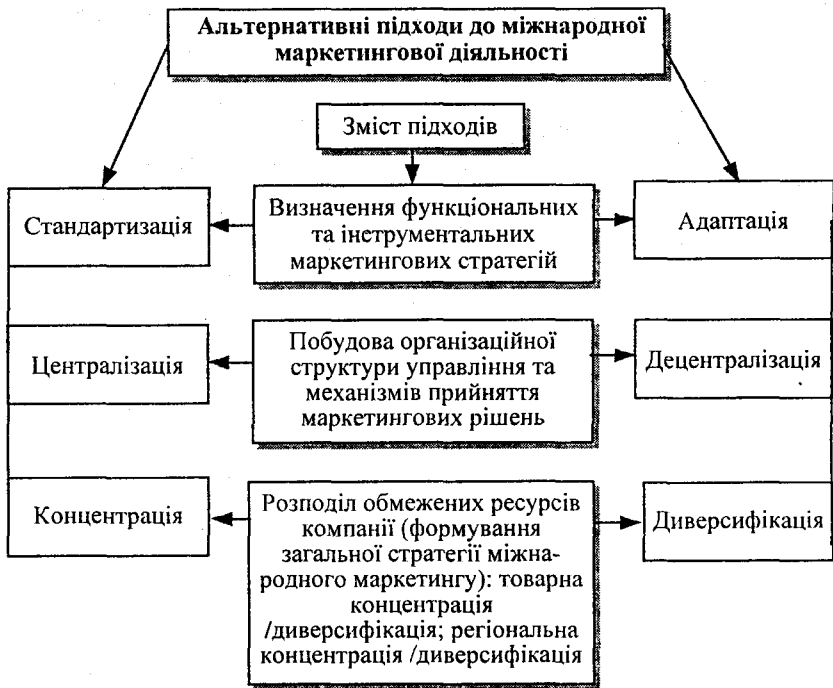 Альтернативні підходи до міжнародної
маркетингової діяльності
Зміст підходів
Стандартизація
Визначення функціональних
та інетрументальних
маркетингових стратегій
Адаптація
Централізація
Побудова організаційної
структури управління та
механізмів прийняття
маркетингових рішень
Децентралізація
Концентрація
Розподіл обмежених ресурсів
компанії (формування
загальної стратегії міжна-
родного маркетингу): товарна
концентрація
/диверсифікація; регіональна
концентрація /диверсифікація
Диверсифікація